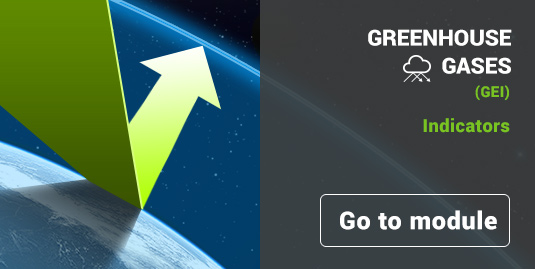 GREENHOUSE
GASES
(GEI)
Indicators
Go to module